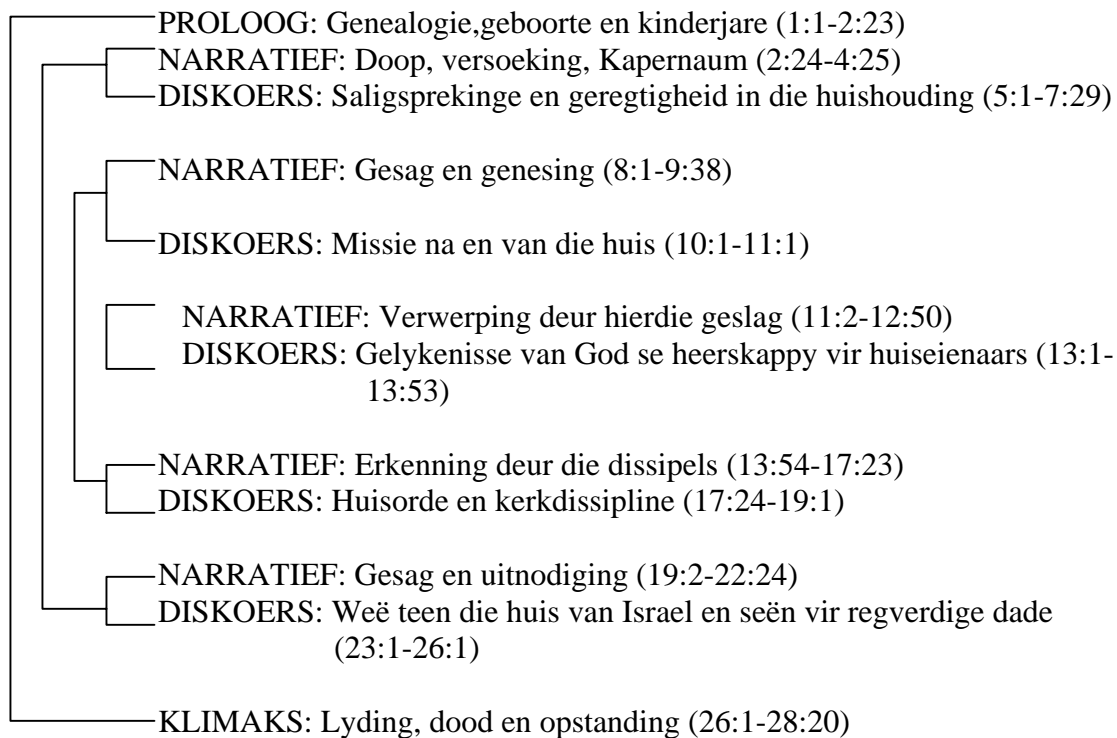 PROLOOG: Genealogie,geboorte en kinderjare (1:1-2:23)
NARRATIEF: Doop, versoeking, Kapernaum (2:24-4:25)
DISKOERS: Saligsprekinge en geregtigheid in die huishouding (5:1-7:29)
NARRATIEF: Gesag en genesing (8:1-9:38)
DISKOERS: Missie na en van die huis (10:1-11:1)
NARRATIEF: Verwerping deur hierdie geslag (11:2-12:50)
DISKOERS: Gelykenisse van God se heerskappy vir huiseienaars (13:1-
13:53)
NARRATIEF: Erkenning deur die dissipels (13:54-17:23)
DISKOERS: Huisorde en kerkdissipline (17:24-19:1)
NARRATIEF: Gesag en uitnodiging (19:2-22:24)
DISKOERS: Weë teen die huis van Israel en seën vir regverdige dade
(23:1-26:1)
KLIMAKS: Lyding, dood en opstanding (26:1-28:20)